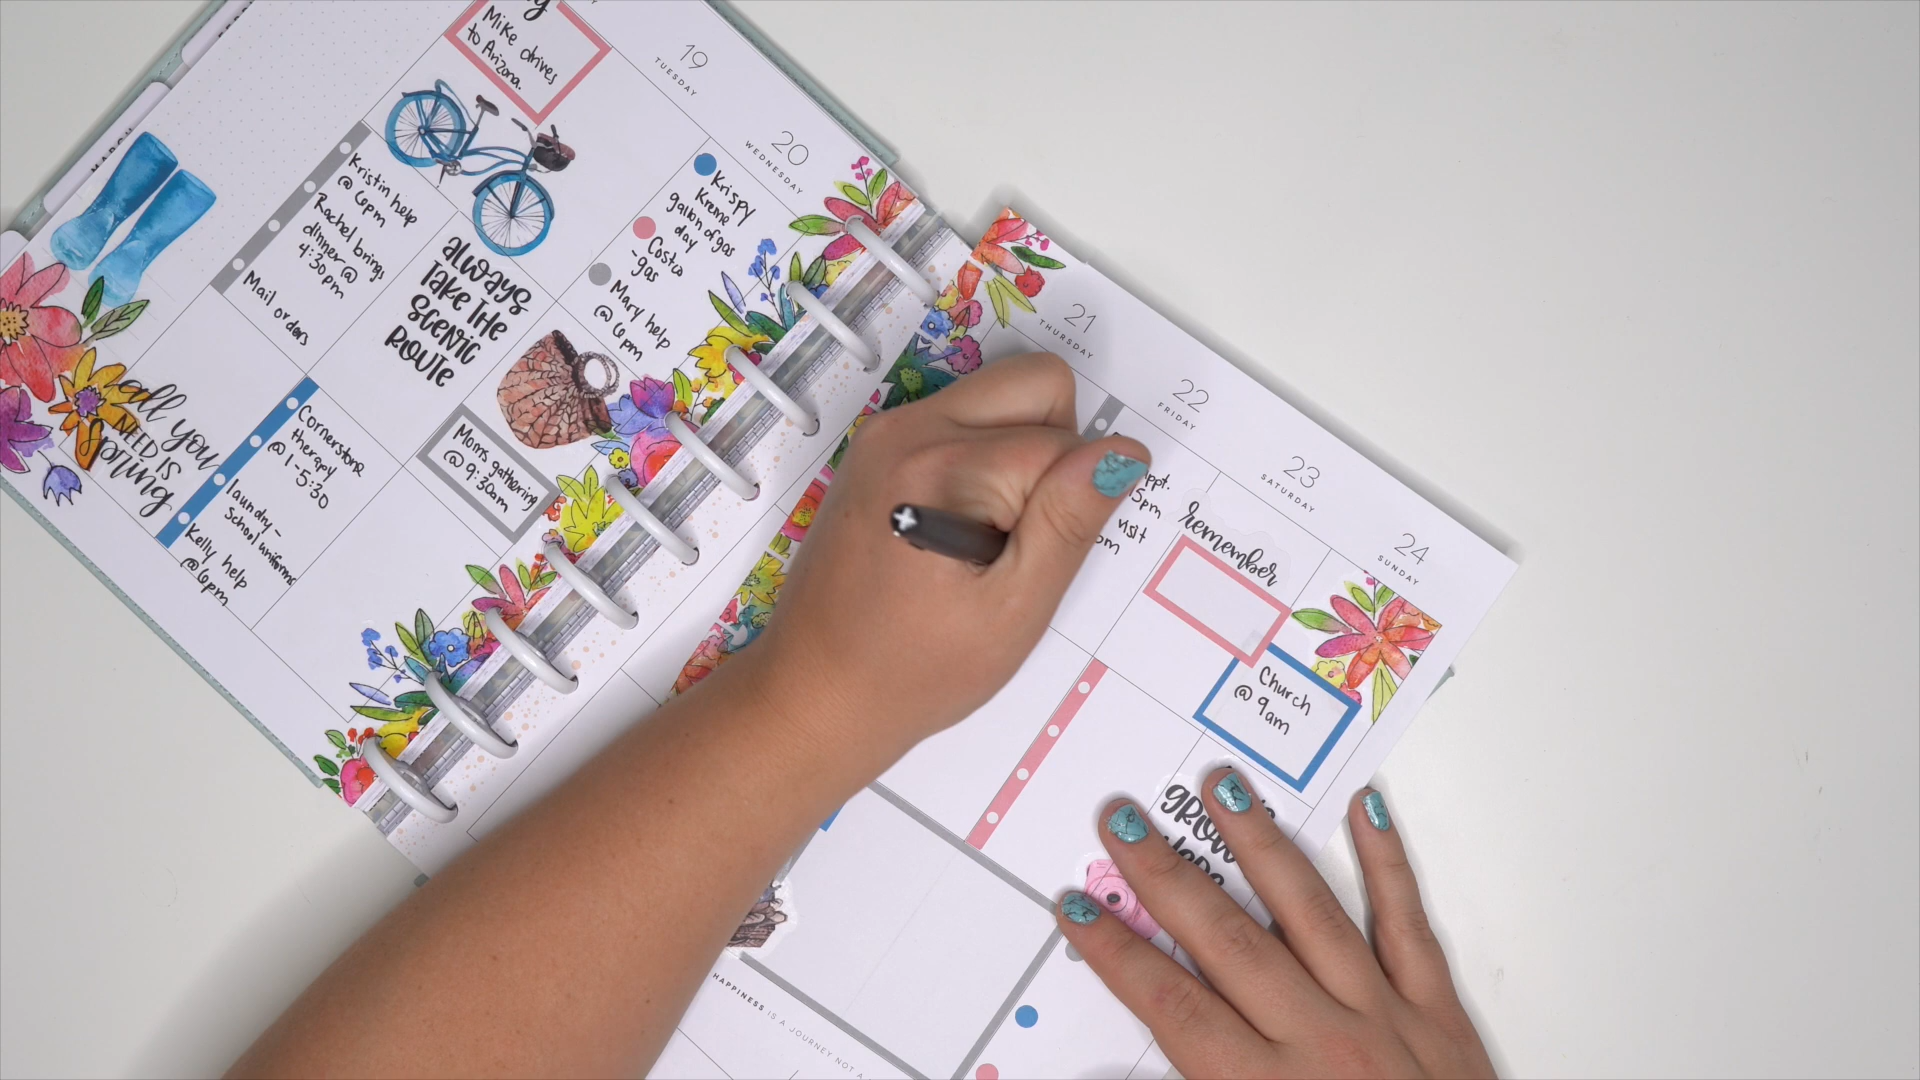 Mike drives
to Arizona.
19
TUESDAY
20
WEDNESDAY
Kristin help
@ 6pm
Rachel brings
dinner @
4:30pm
Mail orders
always
Take The
Scenic
Route
Krispy
Kreme
gallon of gas
day
Costco
-gas
Mary help
@ 6pm
all you
NEED IS
spring
Cornerstone
therapy
@ 1-5:30
laundry -
School uniforms
Kelly help
@ 6pm
Moms gathering
@ 9:30am
21
THURSDAY
22
FRIDAY
23
SATURDAY
24
SUNDAY
visit
remember
Church
@ 9am
HAPPINESS IS A JOURNEY NOT A